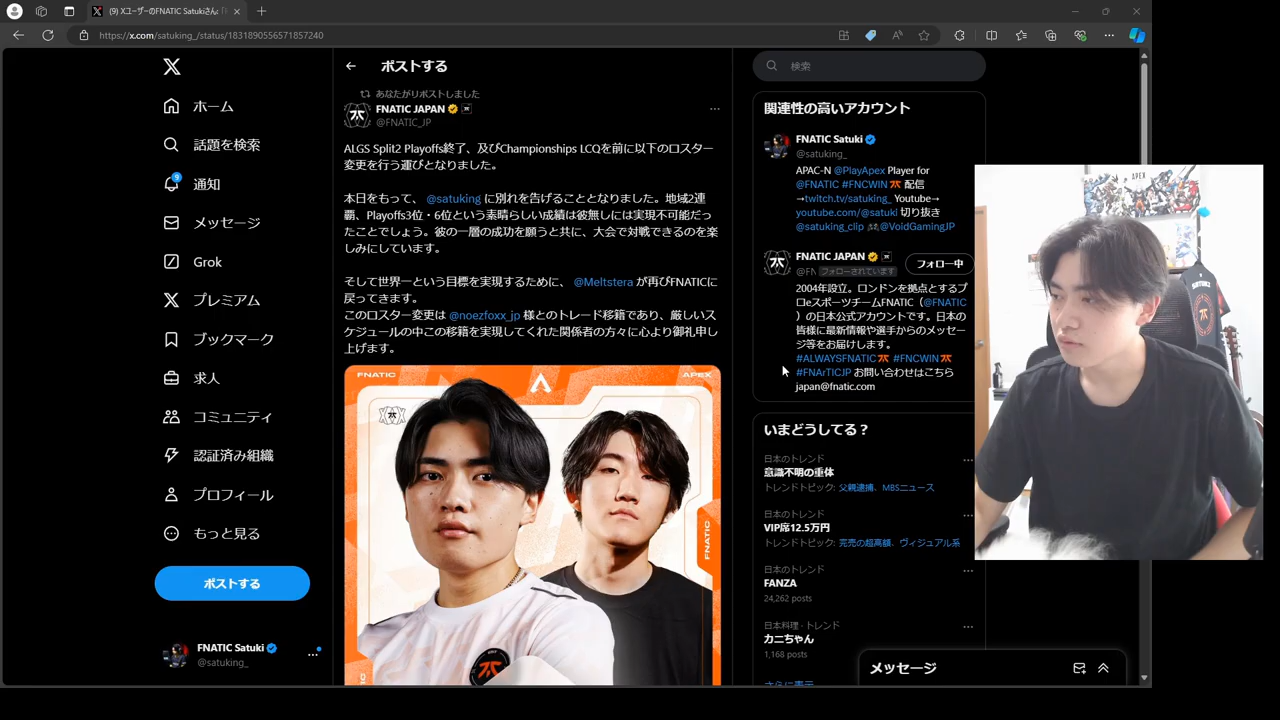 (9) XユーザーのFNATIC Satukiさん:「
https://x.com/satuking_/status/1831890556571857240
ホーム
話題を検索
9
通知
メッセージ
Grok
プレミアム
ブックマーク
求人
コミュニティ
認証済み組織
プロフィール
もっと見る
ポストする
FNATIC Satuki
@satuking_
ポストする
あなたがリポストしました
FNATIC JAPAN
@FNATIC_JP
ALGS Split2 Playoffs終了、及びChampionships LCQを前に以下のロスター
変更を行う運びとなりました。
本日をもって、 @satuking に別れを告げることとなりました。地域2連
覇、Playoffs3位・6位という素晴らしい成績は彼無しには実現不可能だっ
たことでしょう。彼の一層の成功を願うと共に、大会で対戦できるのを楽
しみにしています。
そして世界一という目標を実現するために、 @Meltstera が再びFNATICに
戻ってきます。
このロスター変更は @noezfoxx_jp 様とのトレード移籍であり、厳しいス
ケジュールの中この移籍を実現してくれた関係者の方々に心より御礼申し
上げます。
FNATIC
APEX
FNATIC
検索
関連性の高いアカウント
FNATIC Satuki
@satuking_
APAC-N @PlayApex Player for
@FNATIC #FNCWIN 配信
→twitch.tv/satuking_ Youtube→
youtube.com/@satuki 切り抜き
@satuking_clip @VoidGamingJP
FNATIC JAPAN
@FN フォローされています
フォロー中
2004年設立。ロンドンを拠点とするプ
ロeスポーツチームFNATIC（@FNATIC
）の日本公式アカウントです。日本の
皆様に最新情報や選手からのメッセー
ジ等をお届けします。
#ALWAYSFNATIC #FNCWIN
#FNArTICJP お問い合わせはこちら
japan@fnatic.com
いまどうしてる？
日本のトレンド
意識不明の重体
トレンドトピック: 父親逮捕、MBSニュース
日本のトレンド
VIP席12.5万円
トレンドトピック: 完売の超高額、ヴィジュアル系
日本のトレンド
FANZA
24,262 posts
日本料理・トレンド
カニちゃん
1,168 posts
さらに表示
メッセージ
APEX